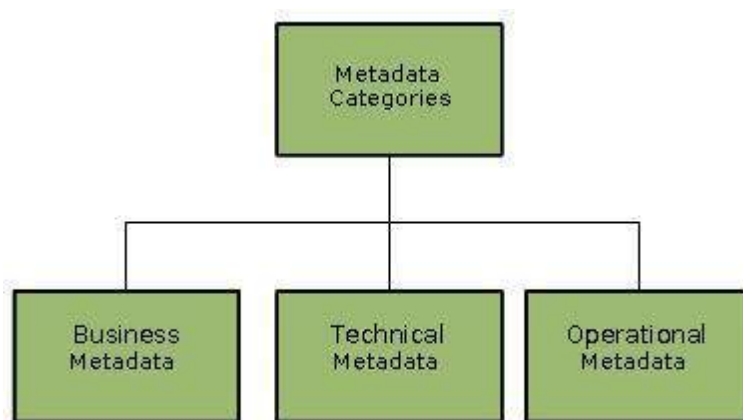 Metadata
Categories
Business
Metadata
Technical
Metadata
Operational
Metadata